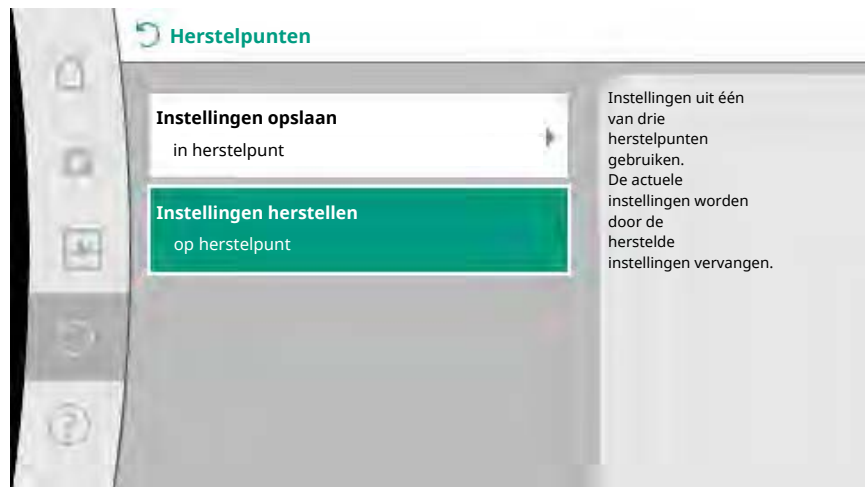 Herstelpunten
Instellingen opslaan
in herstelpunt
Instellingen herstellen
op herstelpunt
Instellingen uit één
van drie
herstelpunten
gebruiken.
De actuele
instellingen worden
door de
herstelde
instellingen vervangen.